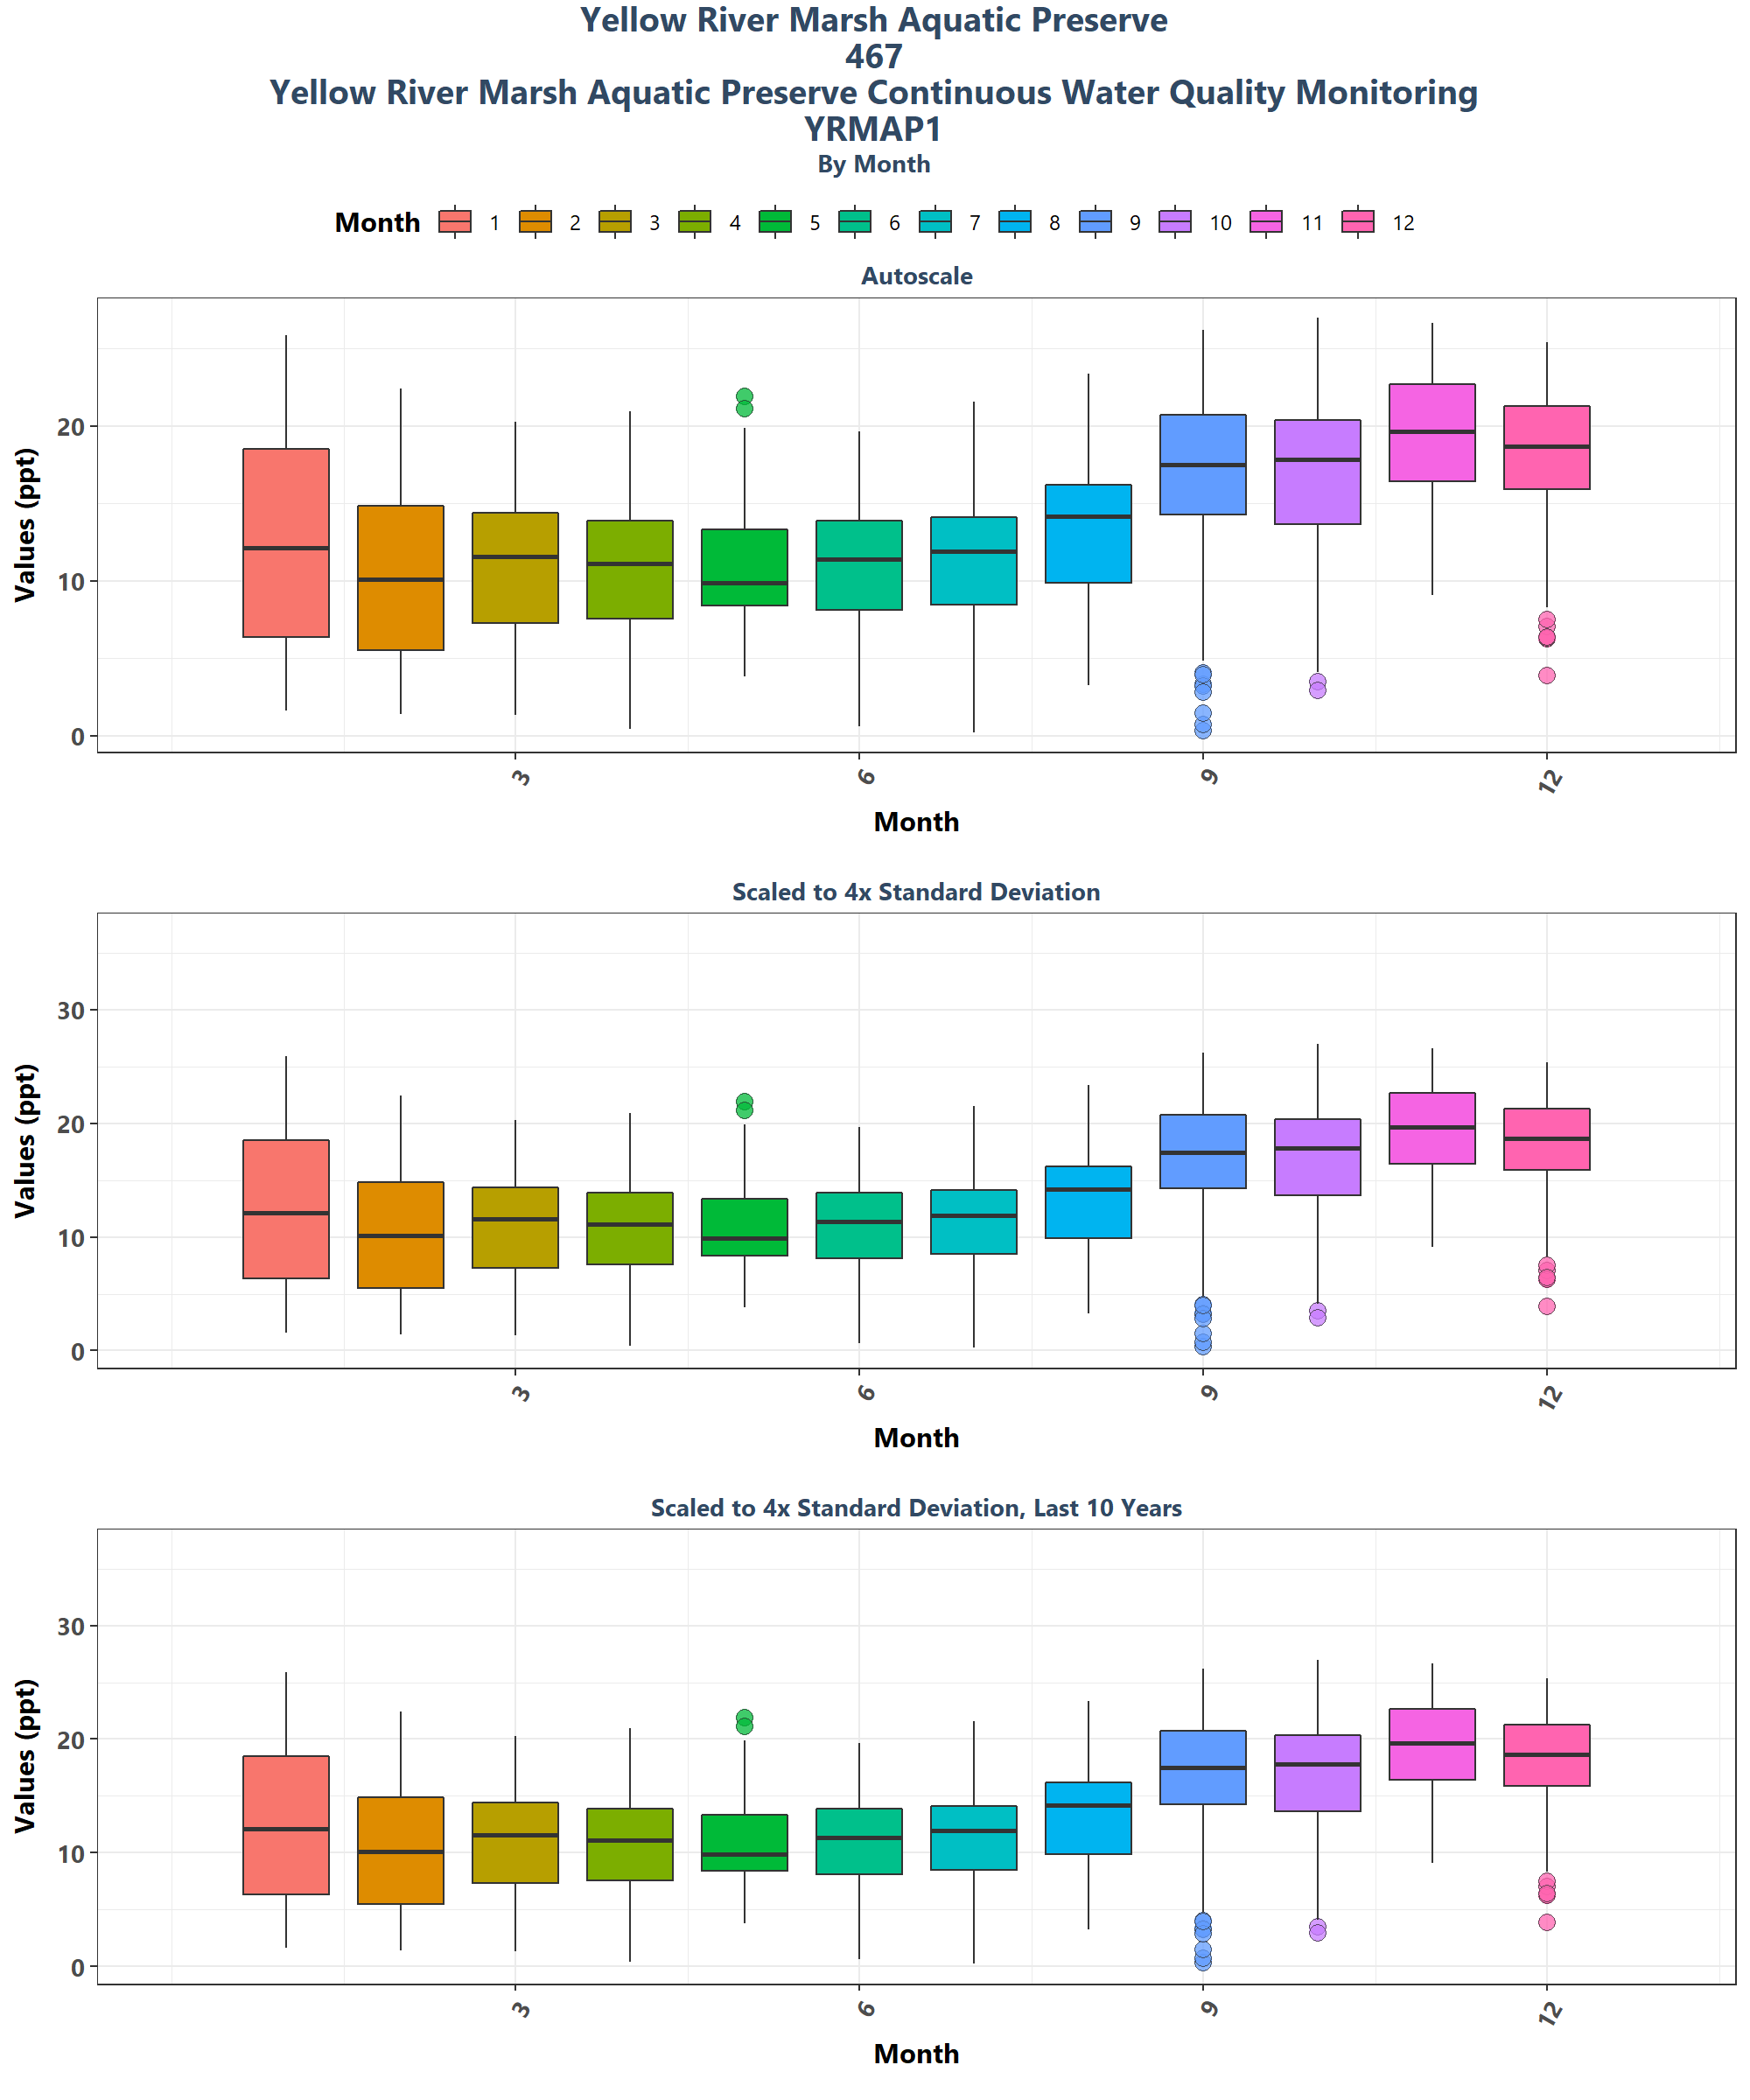 Yellow River Marsh Aquatic Preserve
467
Yellow River Marsh Aquatic Preserve Continuous Water Quality Monitoring
YRMAP1
By Month
Month 1 2 3 4 5 6 7 8 9 10 11 12
Autoscale
Values (ppt)
20
10
0
3 6 9 12
Month
Scaled to 4x Standard Deviation
Values (ppt)
30
20
10
0
3 6 9 12
Month
Scaled to 4x Standard Deviation, Last 10 Years
Values (ppt)
30
20
10
0
3 6 9 12
Month